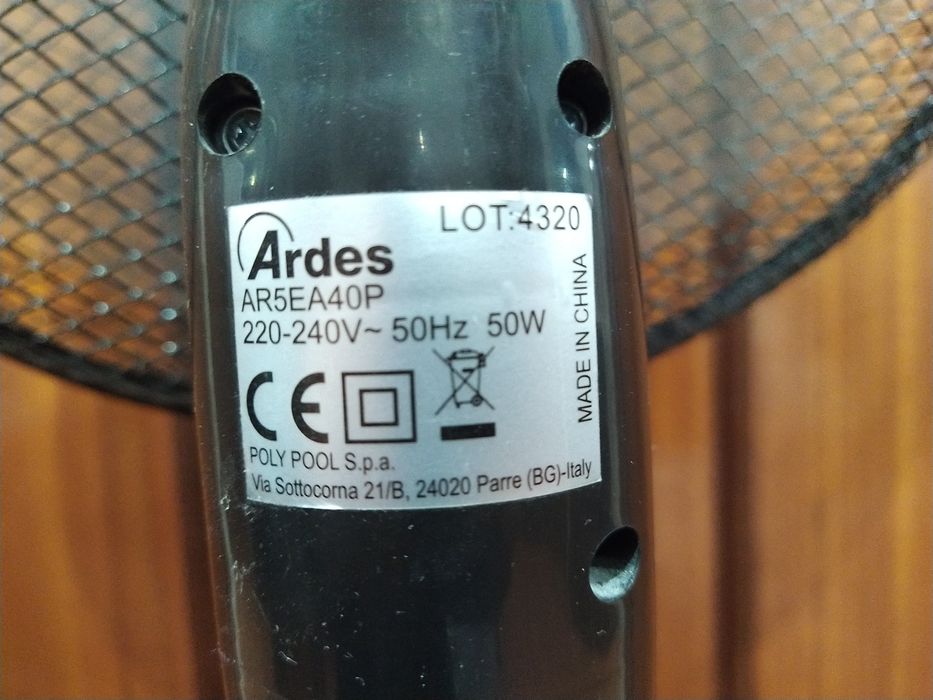 LOT:4320
Ardes
AR5EA40P
220-240V~ 50Hz 50W
MADE IN CHINA
CE
POLY POOL S.p.a.
Via Sottocorna 21/B, 24020 Parre (BG)-Italy